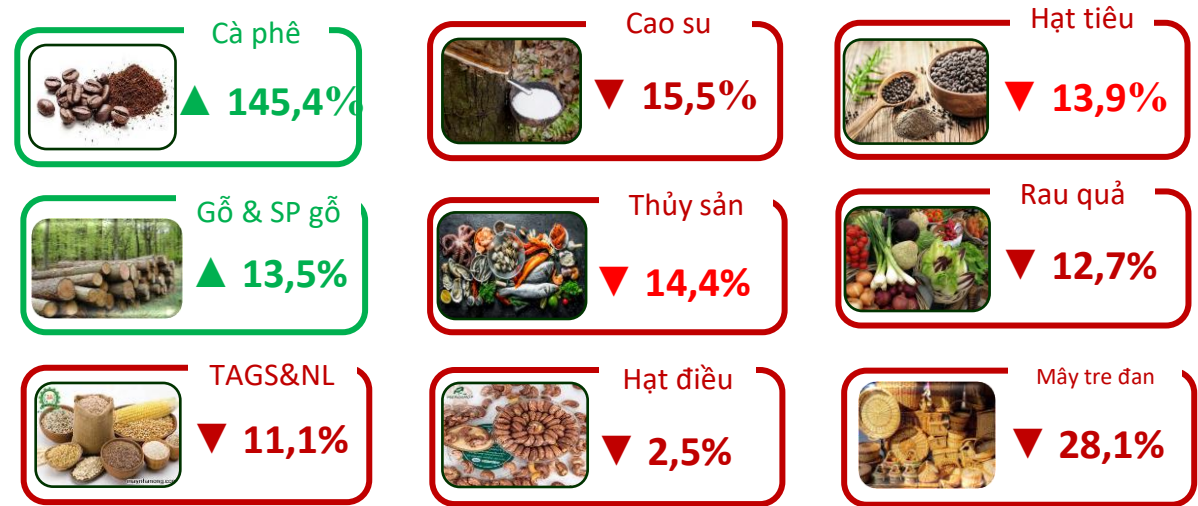 Cà phê
▲ 145,4%
Cao su
▼ 15,5%
Hạt tiêu
▼ 13,9%
Gỗ & SP gỗ
▲ 13,5%
Thủy sản
▼ 14,4%
Rau quả
▼ 12,7%
TAGS&NL
▼ 11,1%
Hạt điều
▼ 2,5%
Mây tre đan
▼ 28,1%